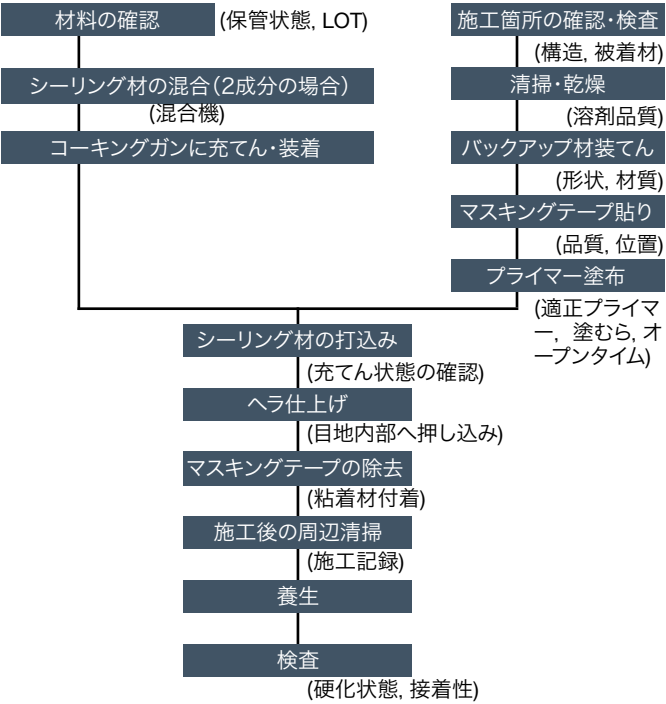 材料の確認
(保管状態, LOT)
シーリング材の混合(2成分の場合)
(混合機)
コーキングガンに充てん・装着
施工箇所の確認・検査
(構造, 被着材)
清掃・乾燥
(溶剤品質)
バックアップ材装てん
(形状, 材質)
マスキングテープ貼り
(品質, 位置)
プライマー塗布
(適正プライマ
ー, 塗むら, オ
ープンタイム)
シーリング材の打込み
(充てん状態の確認)
ヘラ仕上げ
(目地内部へ押し込み)
マスキングテープの除去
(粘着材付着)
施工後の周辺清掃
(施工記録)
養生
検査
(硬化状態, 接着性)